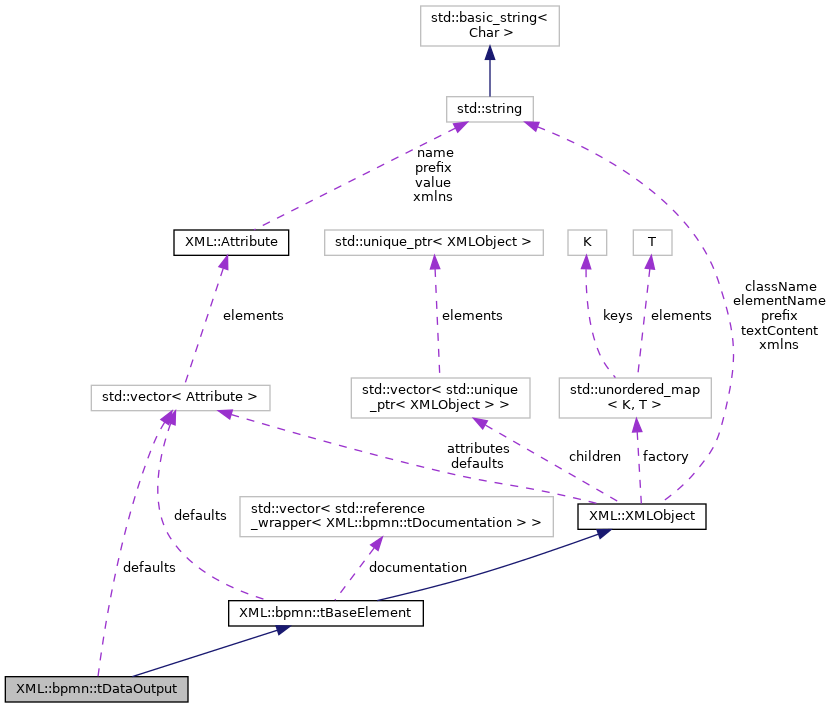 std::basic_string<
Char >
std::string
name
prefix
value
xmlns
XML::Attribute
std::unique_ptr< XMLObject >
K
T
className
elementName
prefix
textContent
xmlns
elements
elements
keys
elements
std::vector< Attribute >
std::vector< std::unique
_ptr< XMLObject > >
std::unordered_map
< K, T >
attributes
defaults
children
factory
defaults
std::vector< std::reference
_wrapper< XML::bpmn::tDocumentation > >
XML::XMLObject
defaults
documentation
XML::bpmn::tBaseElement
XML::bpmn::tDataOutput